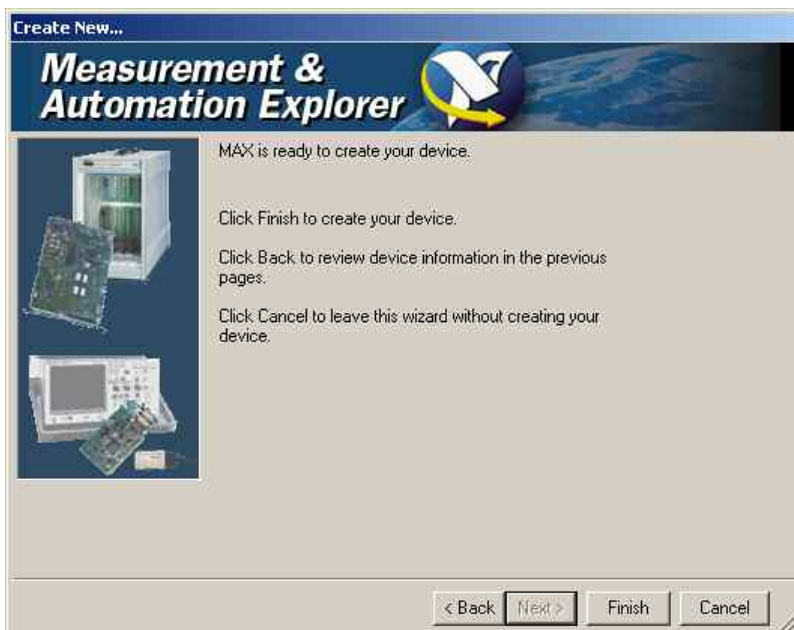 Create New...
Measurement &
Automation Explorer
MAX is ready to create your device.
Click Finish to create your device.
Click Back to review device information in the previous
pages.
Click Cancel to leave this wizard without creating your
device.
< Back
Next >
Finish
Cancel